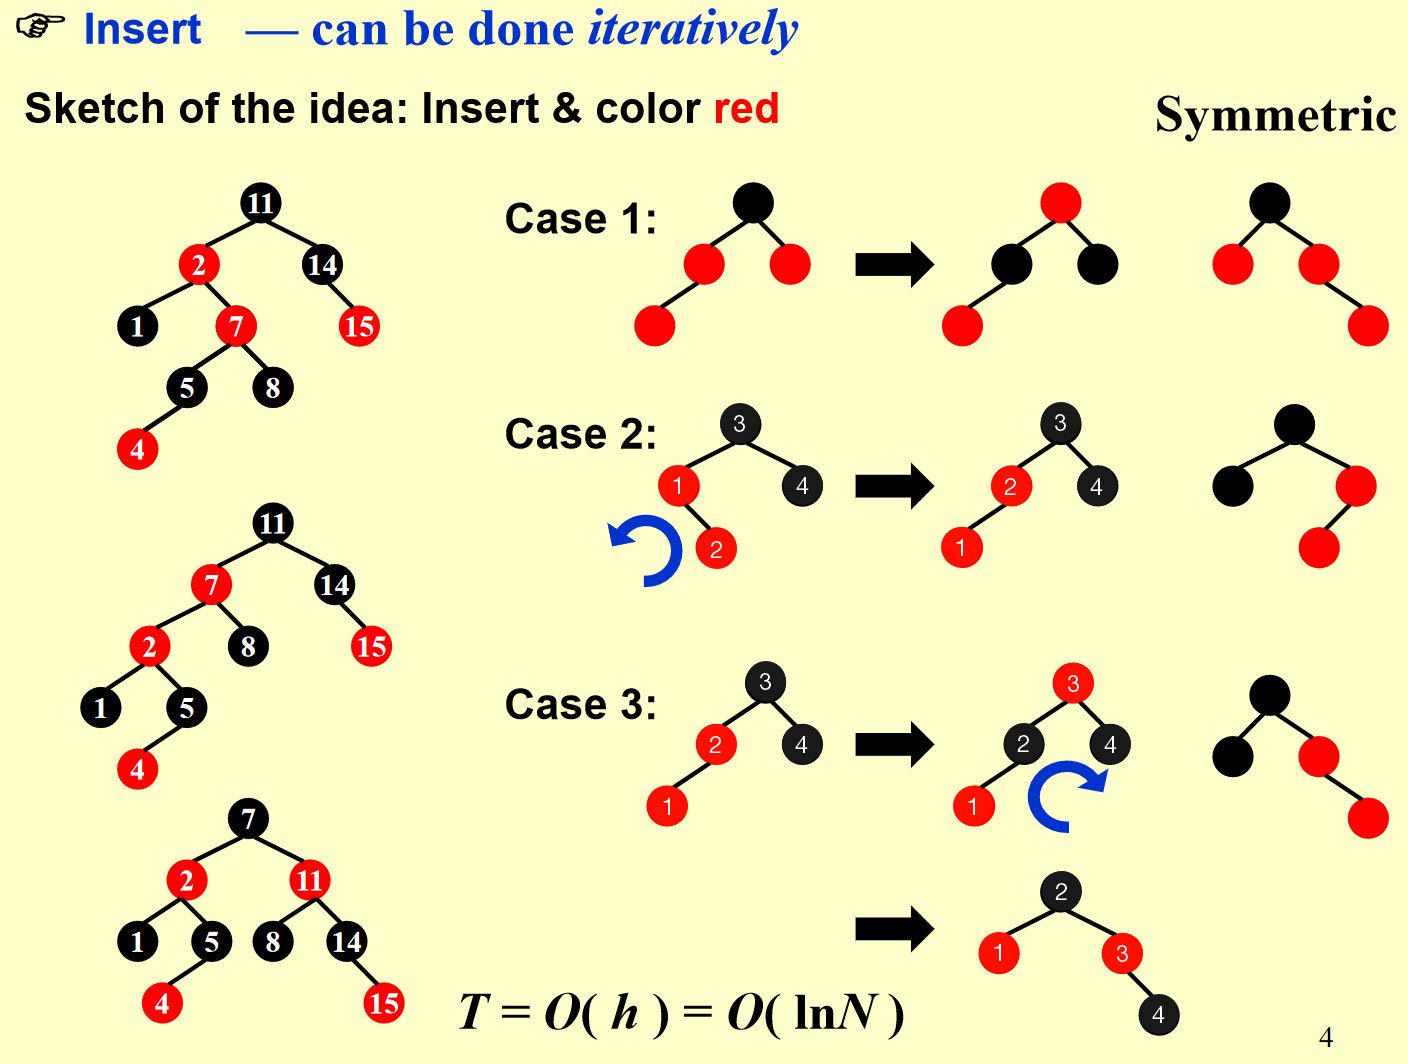 ☞ Insert — can be done iteratively
Sketch of the idea: Insert & color red
Symmetric
11
2 14
1 7 15
5 8
4
11
7 14
2 8 15
1 5
4
7
2 11
1 5 8 14
4 15
Case 1:
Case 2:
3
1 4
2
3
2 4
1
Case 3:
3
2 4
1
3
2 4
1
2
1 3
4
T = O( h ) = O( lnN )
4